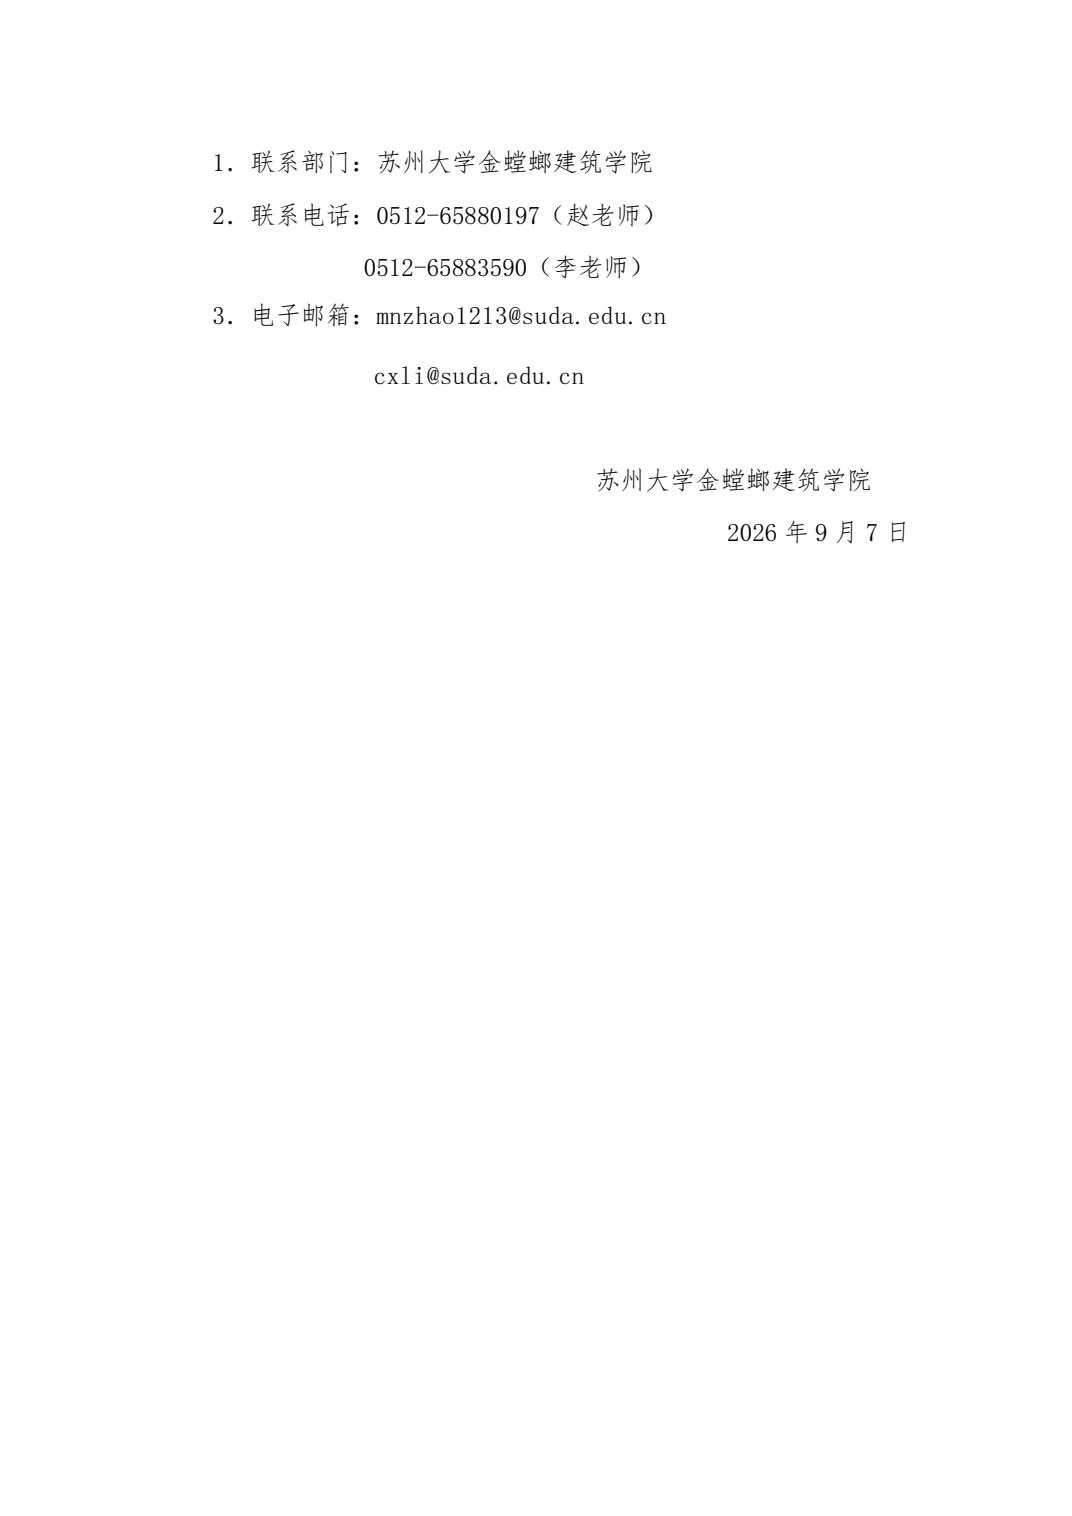 1. 联系部门：苏州大学金螳螂建筑学院
2. 联系电话：0512-65880197（赵老师）
0512-65883590（李老师）
3. 电子邮箱：mnzhao1213@suda.edu.cn
cxli@suda.edu.cn
苏州大学金螳螂建筑学院
2026 年 9 月 7 日